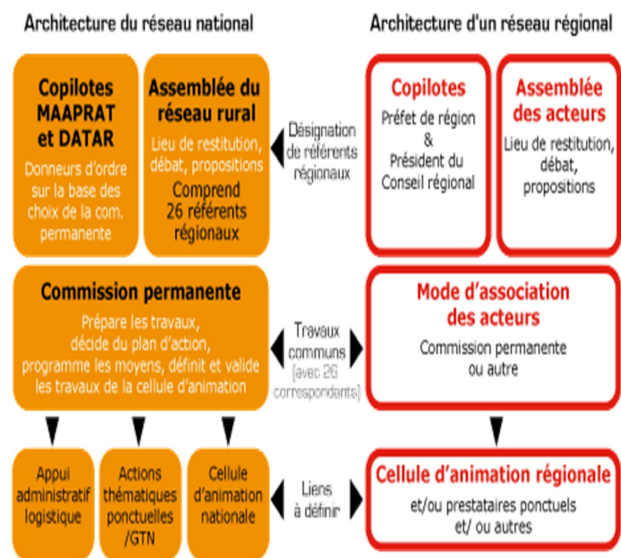 Architecture du réseau national
Architecture d'un réseau régional
Copilotes
MAAPRAT
et DATAR
Donneurs d'ordre
sur la base des
choix de la com.
permanente
Assemblée du
réseau rural
Lieu de restitution,
débat, propositions
Comprend
26 référents
régionaux
Désignation
de référents
régionaux
Copilotes
Préfet de région
&
Président du
Conseil régional
Assemblée
des acteurs
Lieu de restitution,
débat,
propositions
Commission permanente
Prépare les travaux,
décide du plan d'action,
programme les moyens, définit et valide
les travaux de la cellule d'animation
Travaux
communs
(avec 26
correspondants)
Mode d'association
des acteurs
Commission permanente
ou autre
Appui
administratif
logistique
Actions
thématiques
ponctuelles
/GTN
Cellule
d'animation
nationale
Liens
à définir
Cellule d'animation régionale
et/ou prestataires ponctuels
et/ ou autres